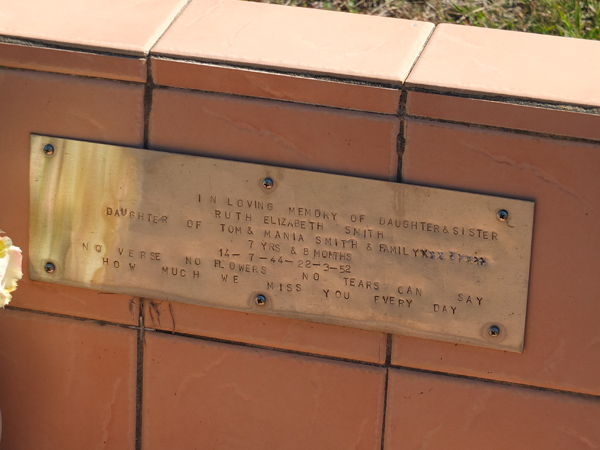 IN LOVING MEMORY OF DAUGHTER & SISTER
RUTH ELIZABETH SMITH
DAUGHTER OF TOM & MANIA SMITH & FAMILY
7 YRS & 8 MONTHS
14-7-44-22-3-52
NO VERSE NO FLOWERS NO TEARS CAN SAY
HOW MUCH WE MISS YOU EVERY DAY